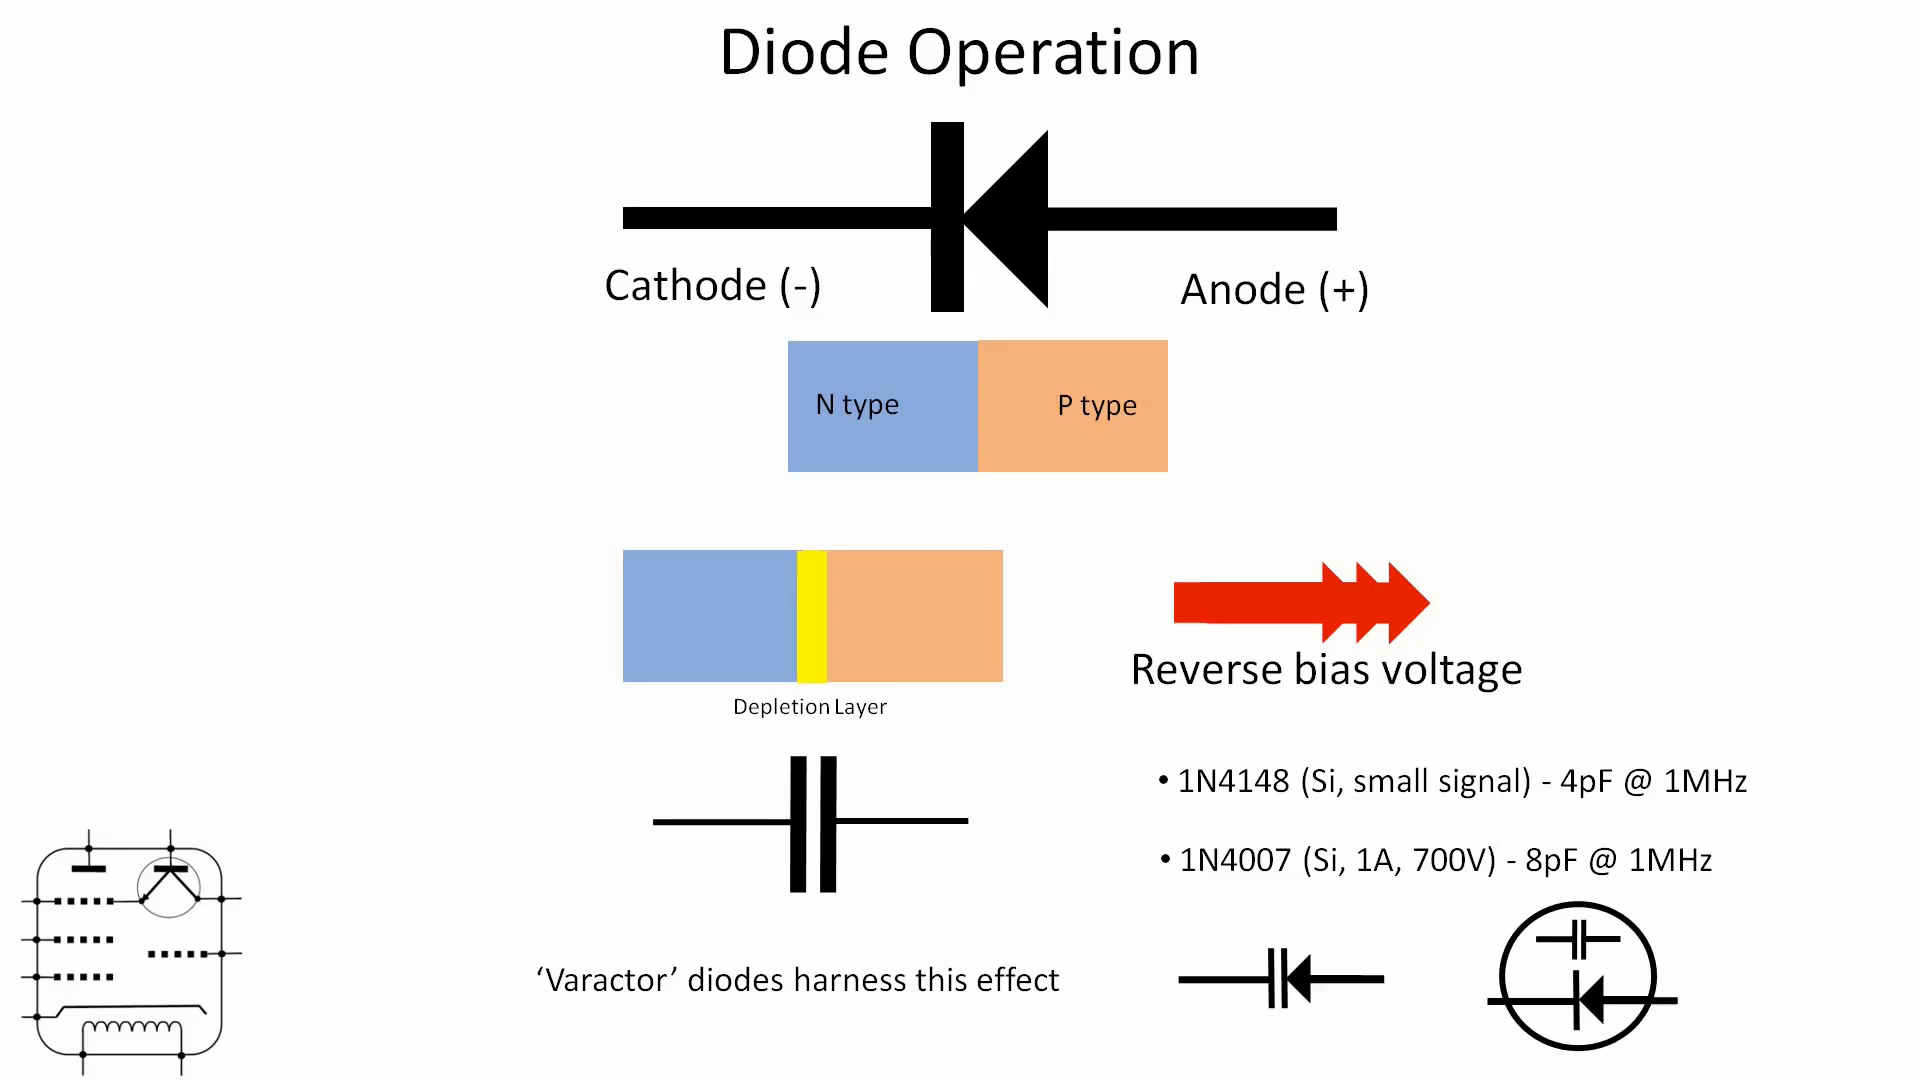 Diode Operation
Cathode (-)
Anode (+)
N type
P type
Depletion Layer
Reverse bias voltage
• 1N4148 (Si, small signal) - 4pF @ 1MHz
• 1N4007 (Si, 1A, 700V) - 8pF @ 1MHz
‘Varactor’ diodes harness this effect